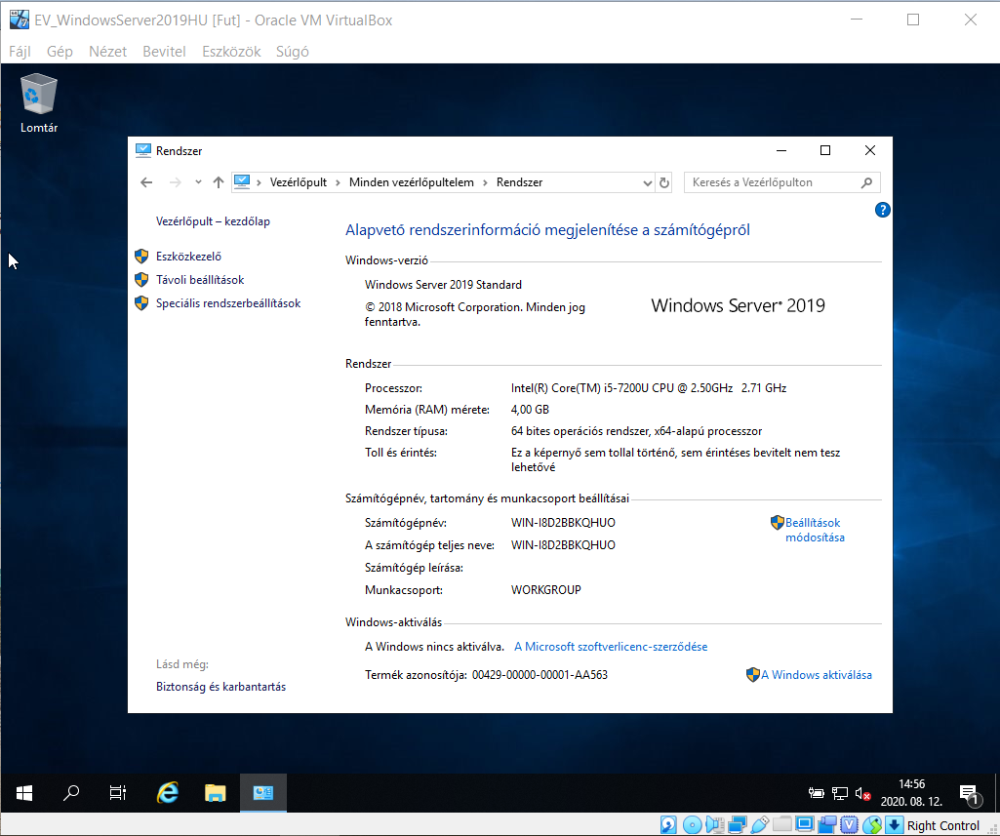 EV_WindowsServer2019HU [Fut] - Oracle VM VirtualBox
Fájl Gép Nézet Bevitel Eszközök Súgó
Lomtár
Rendszer
Vezérlőpult Minden vezérlőpultelem Rendszer
Keresés a Vezérlőpulton
Vezérlőpult – kezdőlap
Eszközkezelő
Távoli beállítások
Speciális rendszerbeállítások
Alapvető rendszerinformáció megjelenítése a számítógépről
Windows-verzió
Windows Server 2019 Standard
© 2018 Microsoft Corporation. Minden jog
fenntartva.
Windows Server® 2019
Rendszer
Processzor: Intel(R) Core(TM) i5-7200U CPU @ 2.50GHz 2.71 GHz
Memória (RAM) mérete: 4,00 GB
Rendszer típusa: 64 bites operációs rendszer, x64-alapú processzor
Toll és érintés: Ez a képernyő sem tollal történő, sem érintéses bevitelt nem tesz
lehetővé
Számítógépnév, tartomány és munkacsoport beállításai
Számítógépnév: WIN-I8D2BBKQHUO
Beállítások
módosítása
A számítógép teljes neve: WIN-I8D2BBKQHUO
Számítógép leírása:
Munkacsoport: WORKGROUP
Windows-aktiválás
A Windows nincs aktiválva. A Microsoft szoftverlicenc-szerződése
Termék azonosítója: 00429-00000-00001-AA563
A Windows aktiválása
Lásd még:
Biztonság és karbantartás
14:56
2020. 08. 12.
1
Right Control